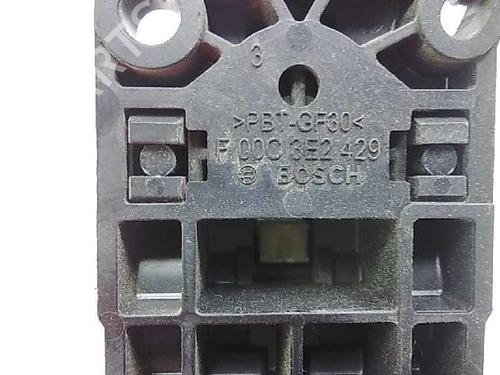 3
>PBT-GF30<
F 00C 3E2 429
BOSCH